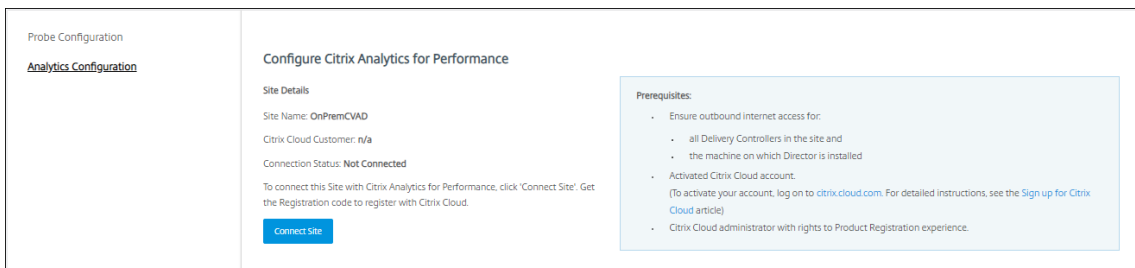 Probe Configuration
Analytics Configuration
Configure Citrix Analytics for Performance
Site Details
Site Name: OnPremCVAD
Citrix Cloud Customer: n/a
Connection Status: Not Connected
To connect this Site with Citrix Analytics for Performance, click 'Connect Site'. Get
the Registration code to register with Citrix Cloud.
Connect Site
Prerequisites:
• Ensure outbound internet access for:
• all Delivery Controllers in the site and
• the machine on which Director is installed
• Activated Citrix Cloud account.
(To activate your account, log on to citrix.cloud.com. For detailed instructions, see the Sign up for Citrix
Cloud article)
• Citrix Cloud administrator with rights to Product Registration experience.